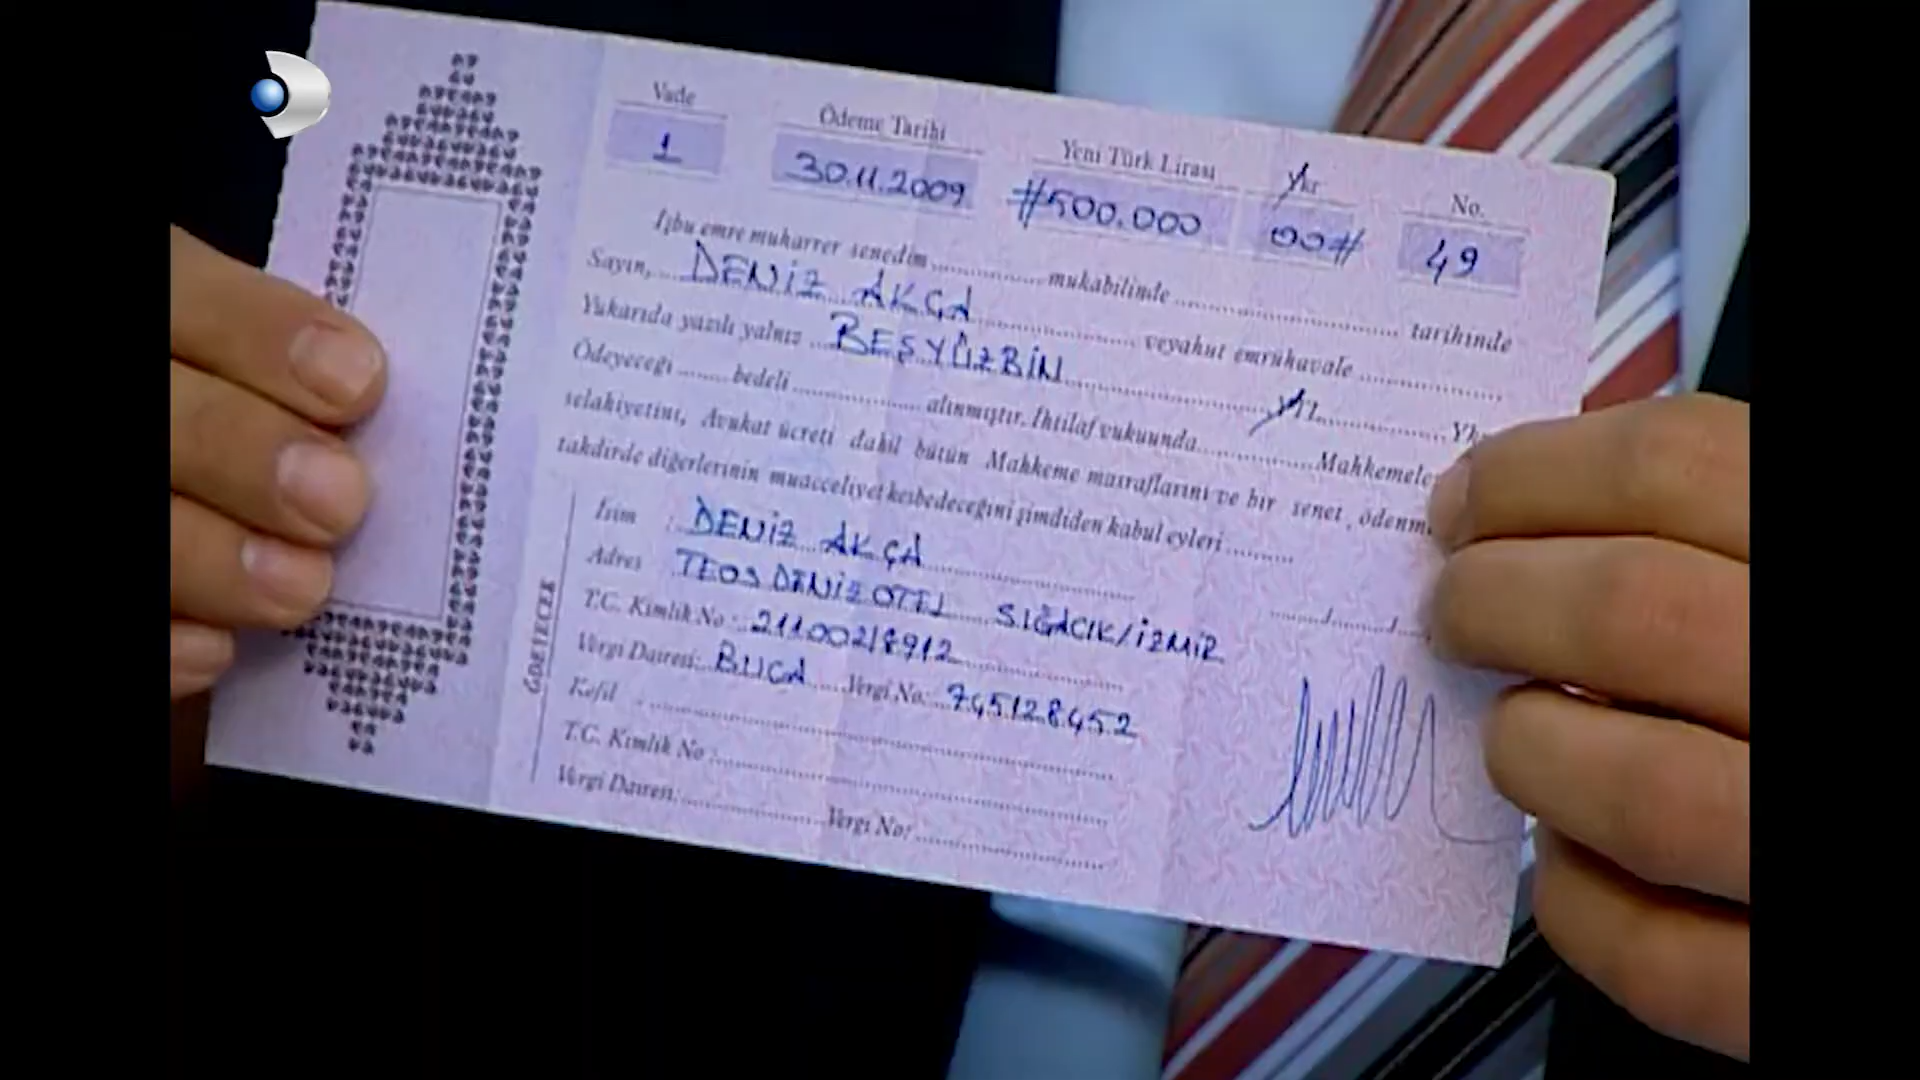 Vade Ödeme Tarihi Yeni Türk Lirası Ykr No.
1 30.11.2009 #500.000 00# 49
İşbu emre muharrer senedim .............. mukabilinde .............................. tarihinde
Sayın, DENİZ AKÇA .................. veyahut emrühavale ..................
Yukarıda yazılı yalnız BEŞYÜZBİN .................. YTL .................. Yk
Ödeyeceği ....... bedeli ................ alınmıştır. İhtilaf vukuunda .............. Mahkemele
selahiyetini, Avukat ücreti dahil bütün Mahkeme masraflarını ve bir senet, ödenm
takdirde diğerlerinin muacceliyet kesbedeceğini şimdiden kabul eyleri ..........
ÖDEYECEK
İsim : DENİZ AKÇA
Adres TEOS DENİZ OTEL SIĞACIK/İZMİR
T.C. Kimlik No : 21100218912
Vergi Dairesi: BUCA Vergi No: 745128452
Kefil :
T.C. Kimlik No :
Vergi Dairesi: Vergi No: